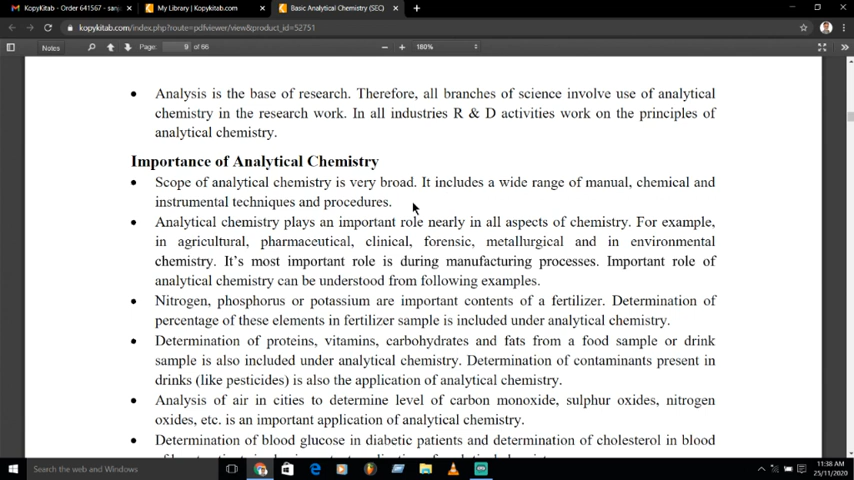 KopyKitab - Order 641567 - sanj
My Library | Kopykitab.com
Basic Analytical Chemistry (SEC)
kopykitab.com/index.php?route=pdfviewer/view&product_id=52751
Notes
Page: 9 of 66
180%
• Analysis is the base of research. Therefore, all branches of science involve use of analytical
chemistry in the research work. In all industries R & D activities work on the principles of
analytical chemistry.
Importance of Analytical Chemistry
• Scope of analytical chemistry is very broad. It includes a wide range of manual, chemical and
instrumental techniques and procedures.
• Analytical chemistry plays an important role nearly in all aspects of chemistry. For example,
in agricultural, pharmaceutical, clinical, forensic, metallurgical and in environmental
chemistry. It's most important role is during manufacturing processes. Important role of
analytical chemistry can be understood from following examples.
• Nitrogen, phosphorus or potassium are important contents of a fertilizer. Determination of
percentage of these elements in fertilizer sample is included under analytical chemistry.
• Determination of proteins, vitamins, carbohydrates and fats from a food sample or drink
sample is also included under analytical chemistry. Determination of contaminants present in
drinks (like pesticides) is also the application of analytical chemistry.
• Analysis of air in cities to determine level of carbon monoxide, sulphur oxides, nitrogen
oxides, etc. is an important application of analytical chemistry.
• Determination of blood glucose in diabetic patients and determination of cholesterol in blood
Search the web and Windows
11:38 AM
25/11/2020